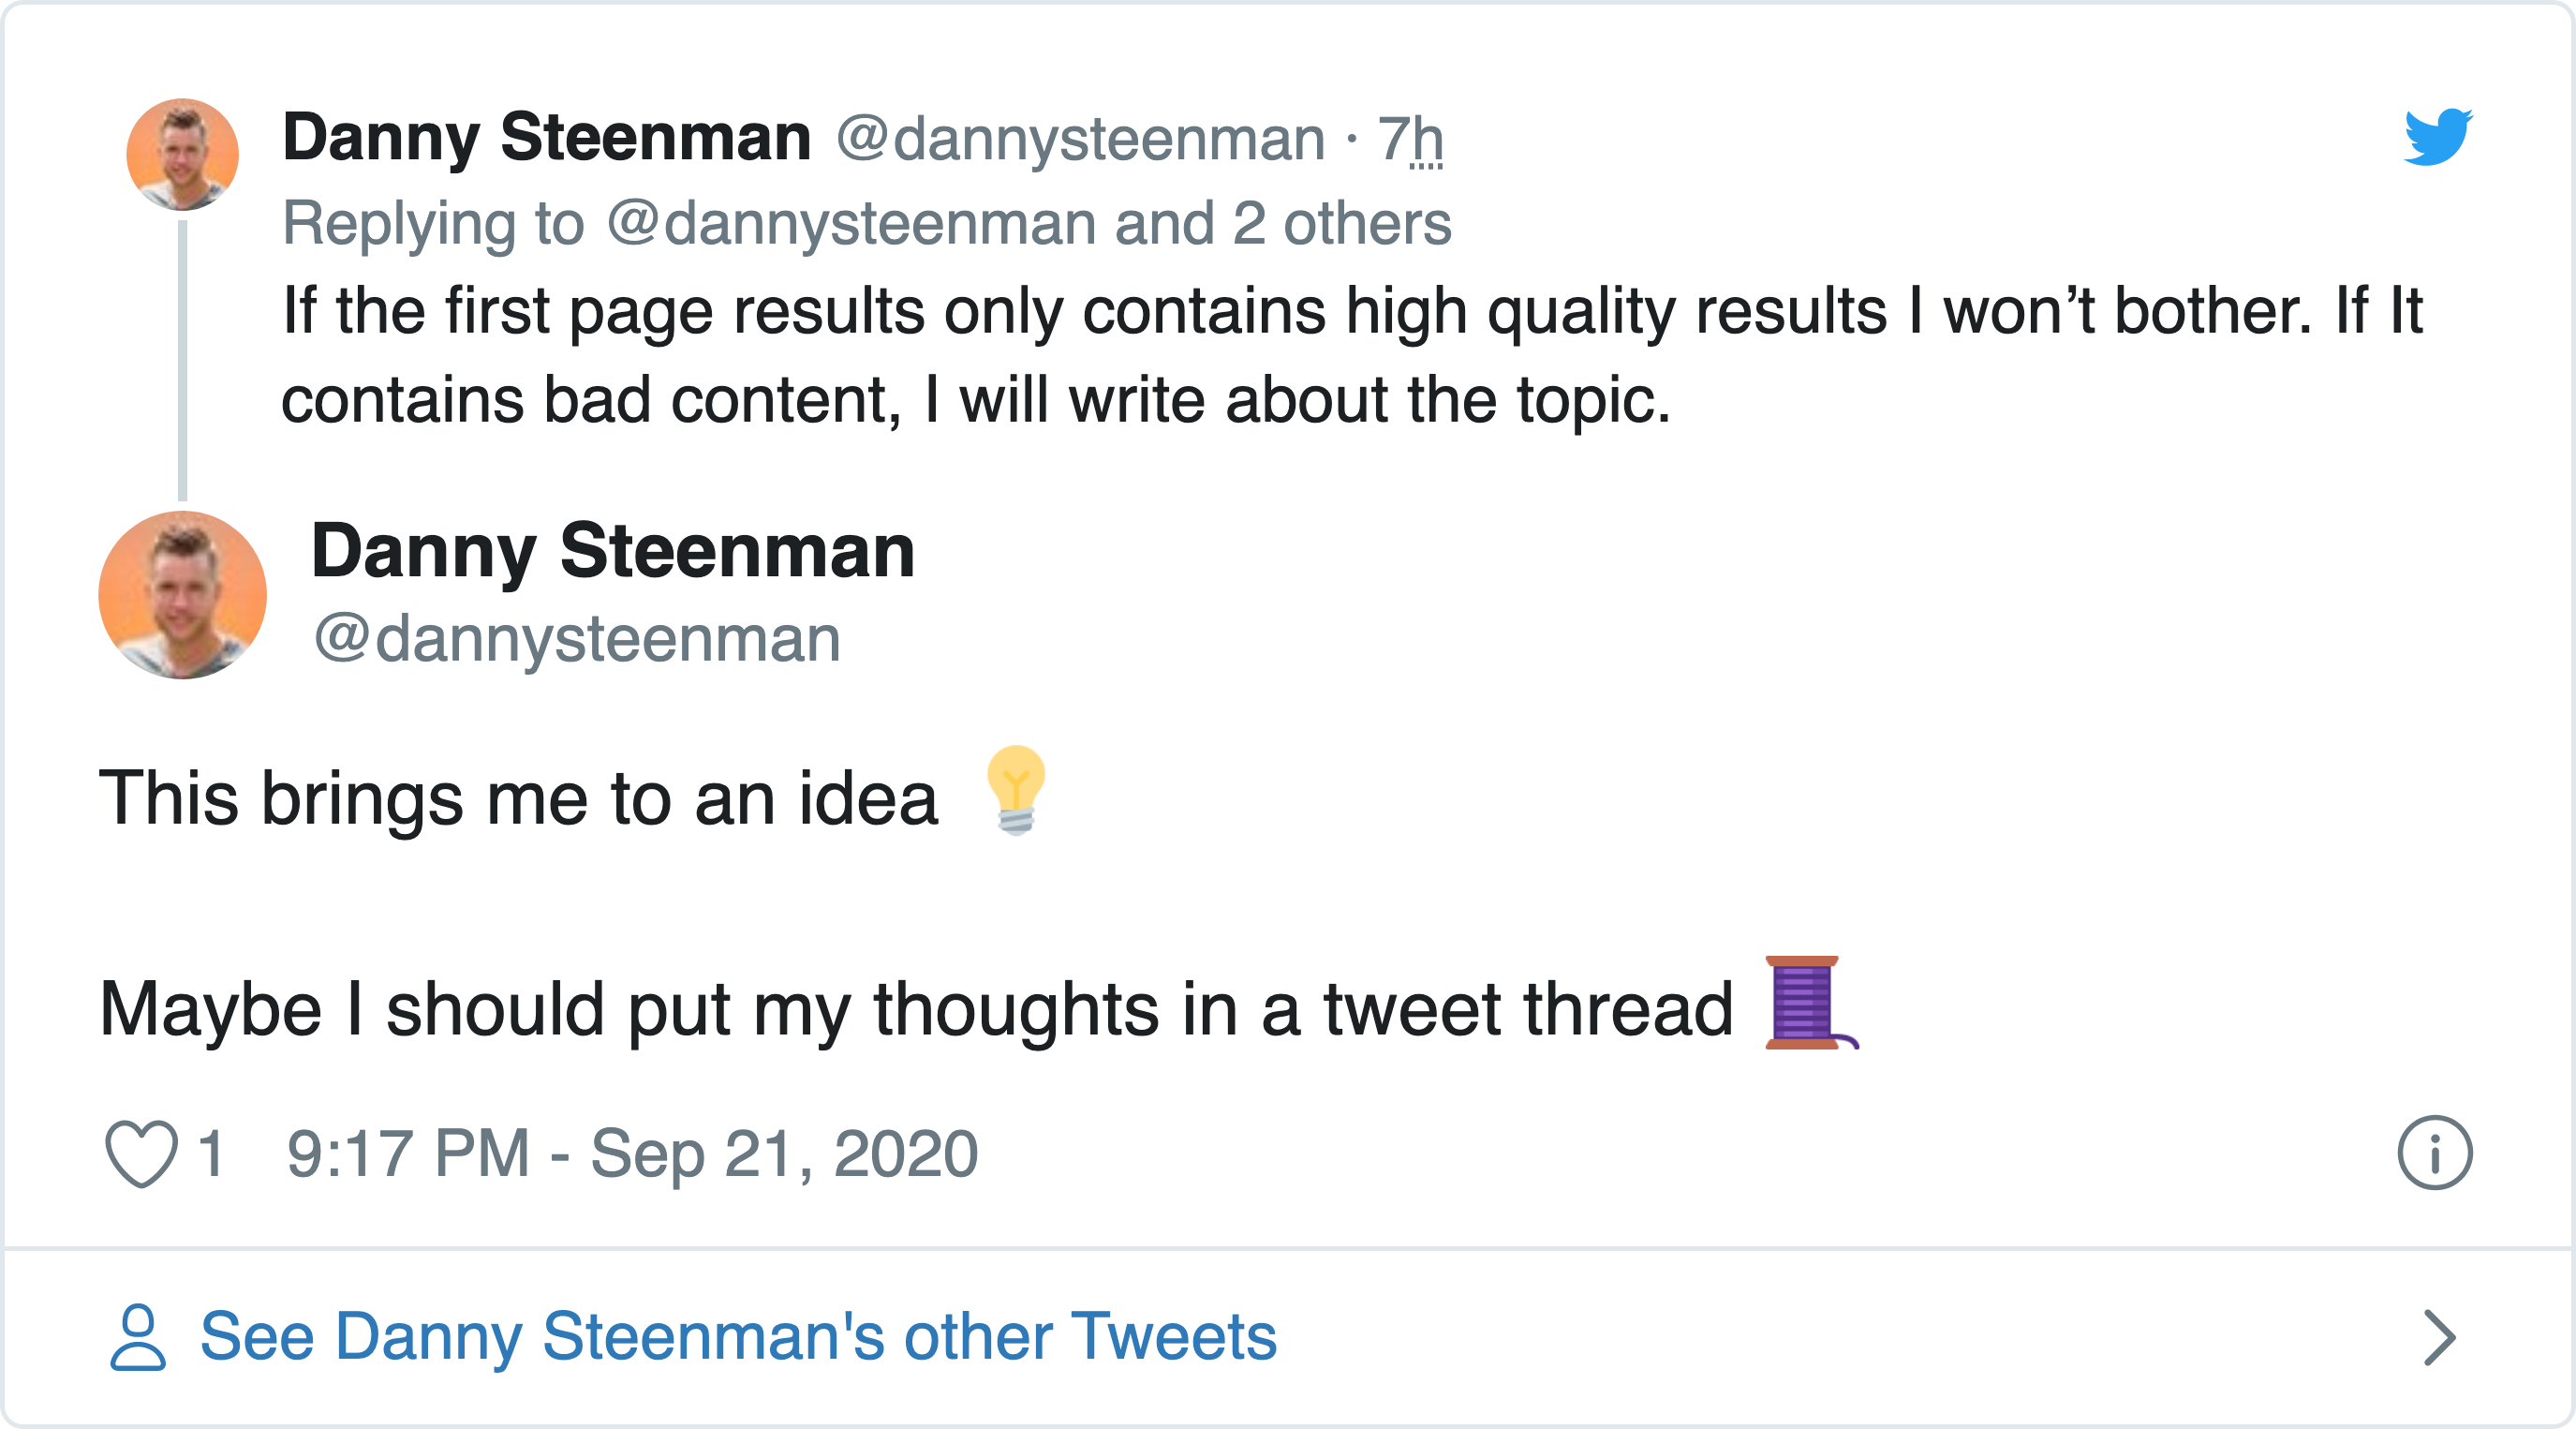 Danny Steenman @dannysteenman · 7h
Replying to @dannysteenman and 2 others
If the first page results only contains high quality results I won’t bother. If It
contains bad content, I will write about the topic.
Danny Steenman
@dannysteenman
This brings me to an idea 💡
Maybe I should put my thoughts in a tweet thread 🧵
1 9:17 PM - Sep 21, 2020
See Danny Steenman's other Tweets